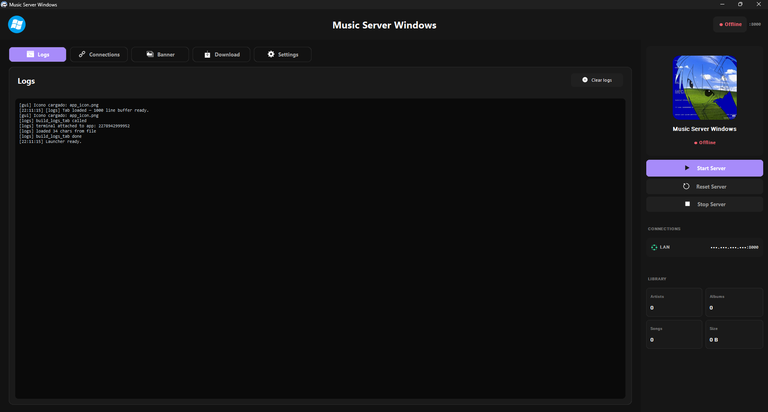 Music Server Windows
Music Server Windows
Offline
:8000
Logs
Connections
Banner
Download
Settings
Logs
Clear logs
[gui] Icono cargado: app_icon.png
[22:11:15] [logs] Tab loaded — 1000 line buffer ready.
[gui] Icono cargado: app_icon.png
[logs] build_logs_tab called
[logs] terminal attached to app: 2278942999952
[logs] loaded 34 chars from file
[logs] build_logs_tab done
[22:11:15] Launcher ready.
Music Server Windows
Offline
Start Server
Reset Server
Stop Server
CONNECTIONS
LAN
•••.•••.•••.•••:8000
LIBRARY
Artists
0
Albums
0
Songs
0
Size
0 B